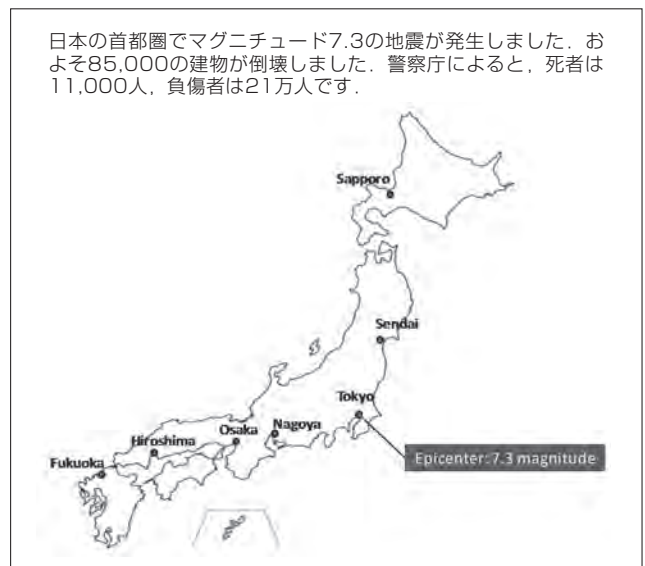 日本の首都圏でマグニチュード7.3の地震が発生しました．お
よそ85,000の建物が倒壊しました．警察庁によると，死者は
11,000人，負傷者は21万人です．
Sapporo
Sendai
Tokyo
Nagoya
Osaka
Hiroshima
Fukuoka
Epicenter: 7.3 magnitude